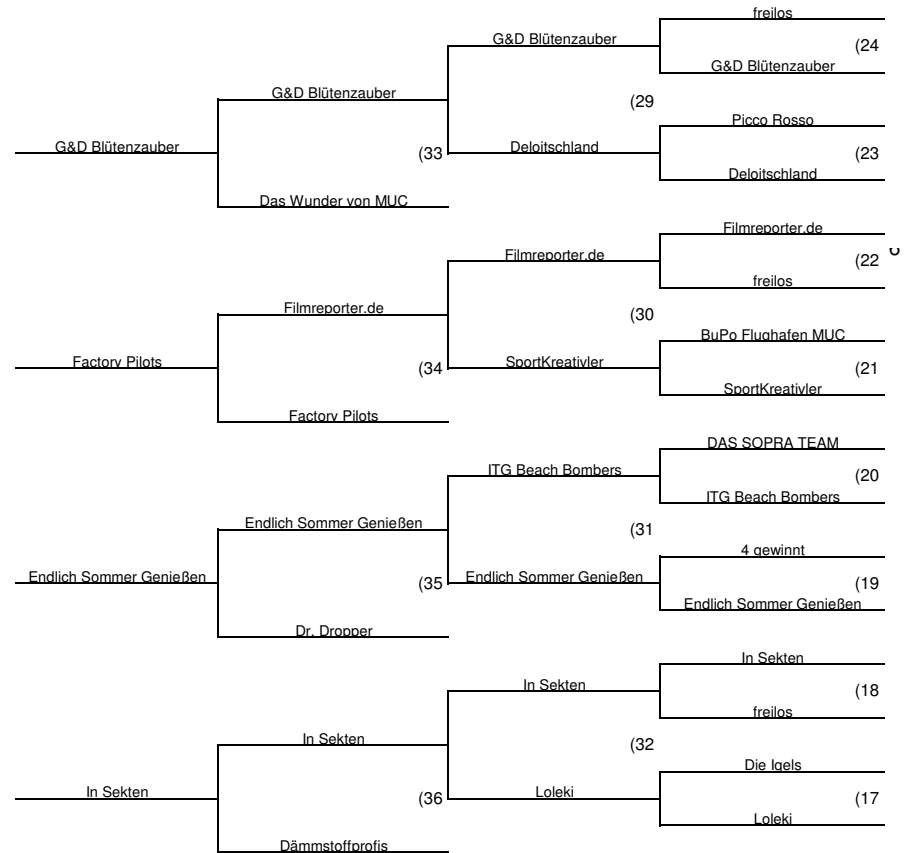 freilos
G&D Blütenzauber
(24
G&D Blütenzauber
G&D Blütenzauber
(29
Picco Rosso
G&D Blütenzauber
(33
Deloitschland
(23
Deloitschland
Das Wunder von MUC
Filmreporter.de
Filmreporter.de
(22
freilos
Filmreporter.de
(30
BuPo Flughafen MUC
Factory Pilots
(34
SportKreativler
(21
SportKreativler
Factory Pilots
DAS SOPRA TEAM
ITG Beach Bombers
(20
ITG Beach Bombers
Endlich Sommer Genießen
(31
4 gewinnt
Endlich Sommer Genießen
(35
Endlich Sommer Genießen
(19
Endlich Sommer Genießen
Dr. Dropper
In Sekten
In Sekten
(18
freilos
In Sekten
(32
Die Igels
In Sekten
(36
Loleki
(17
Loleki
Dämmstoffprofis